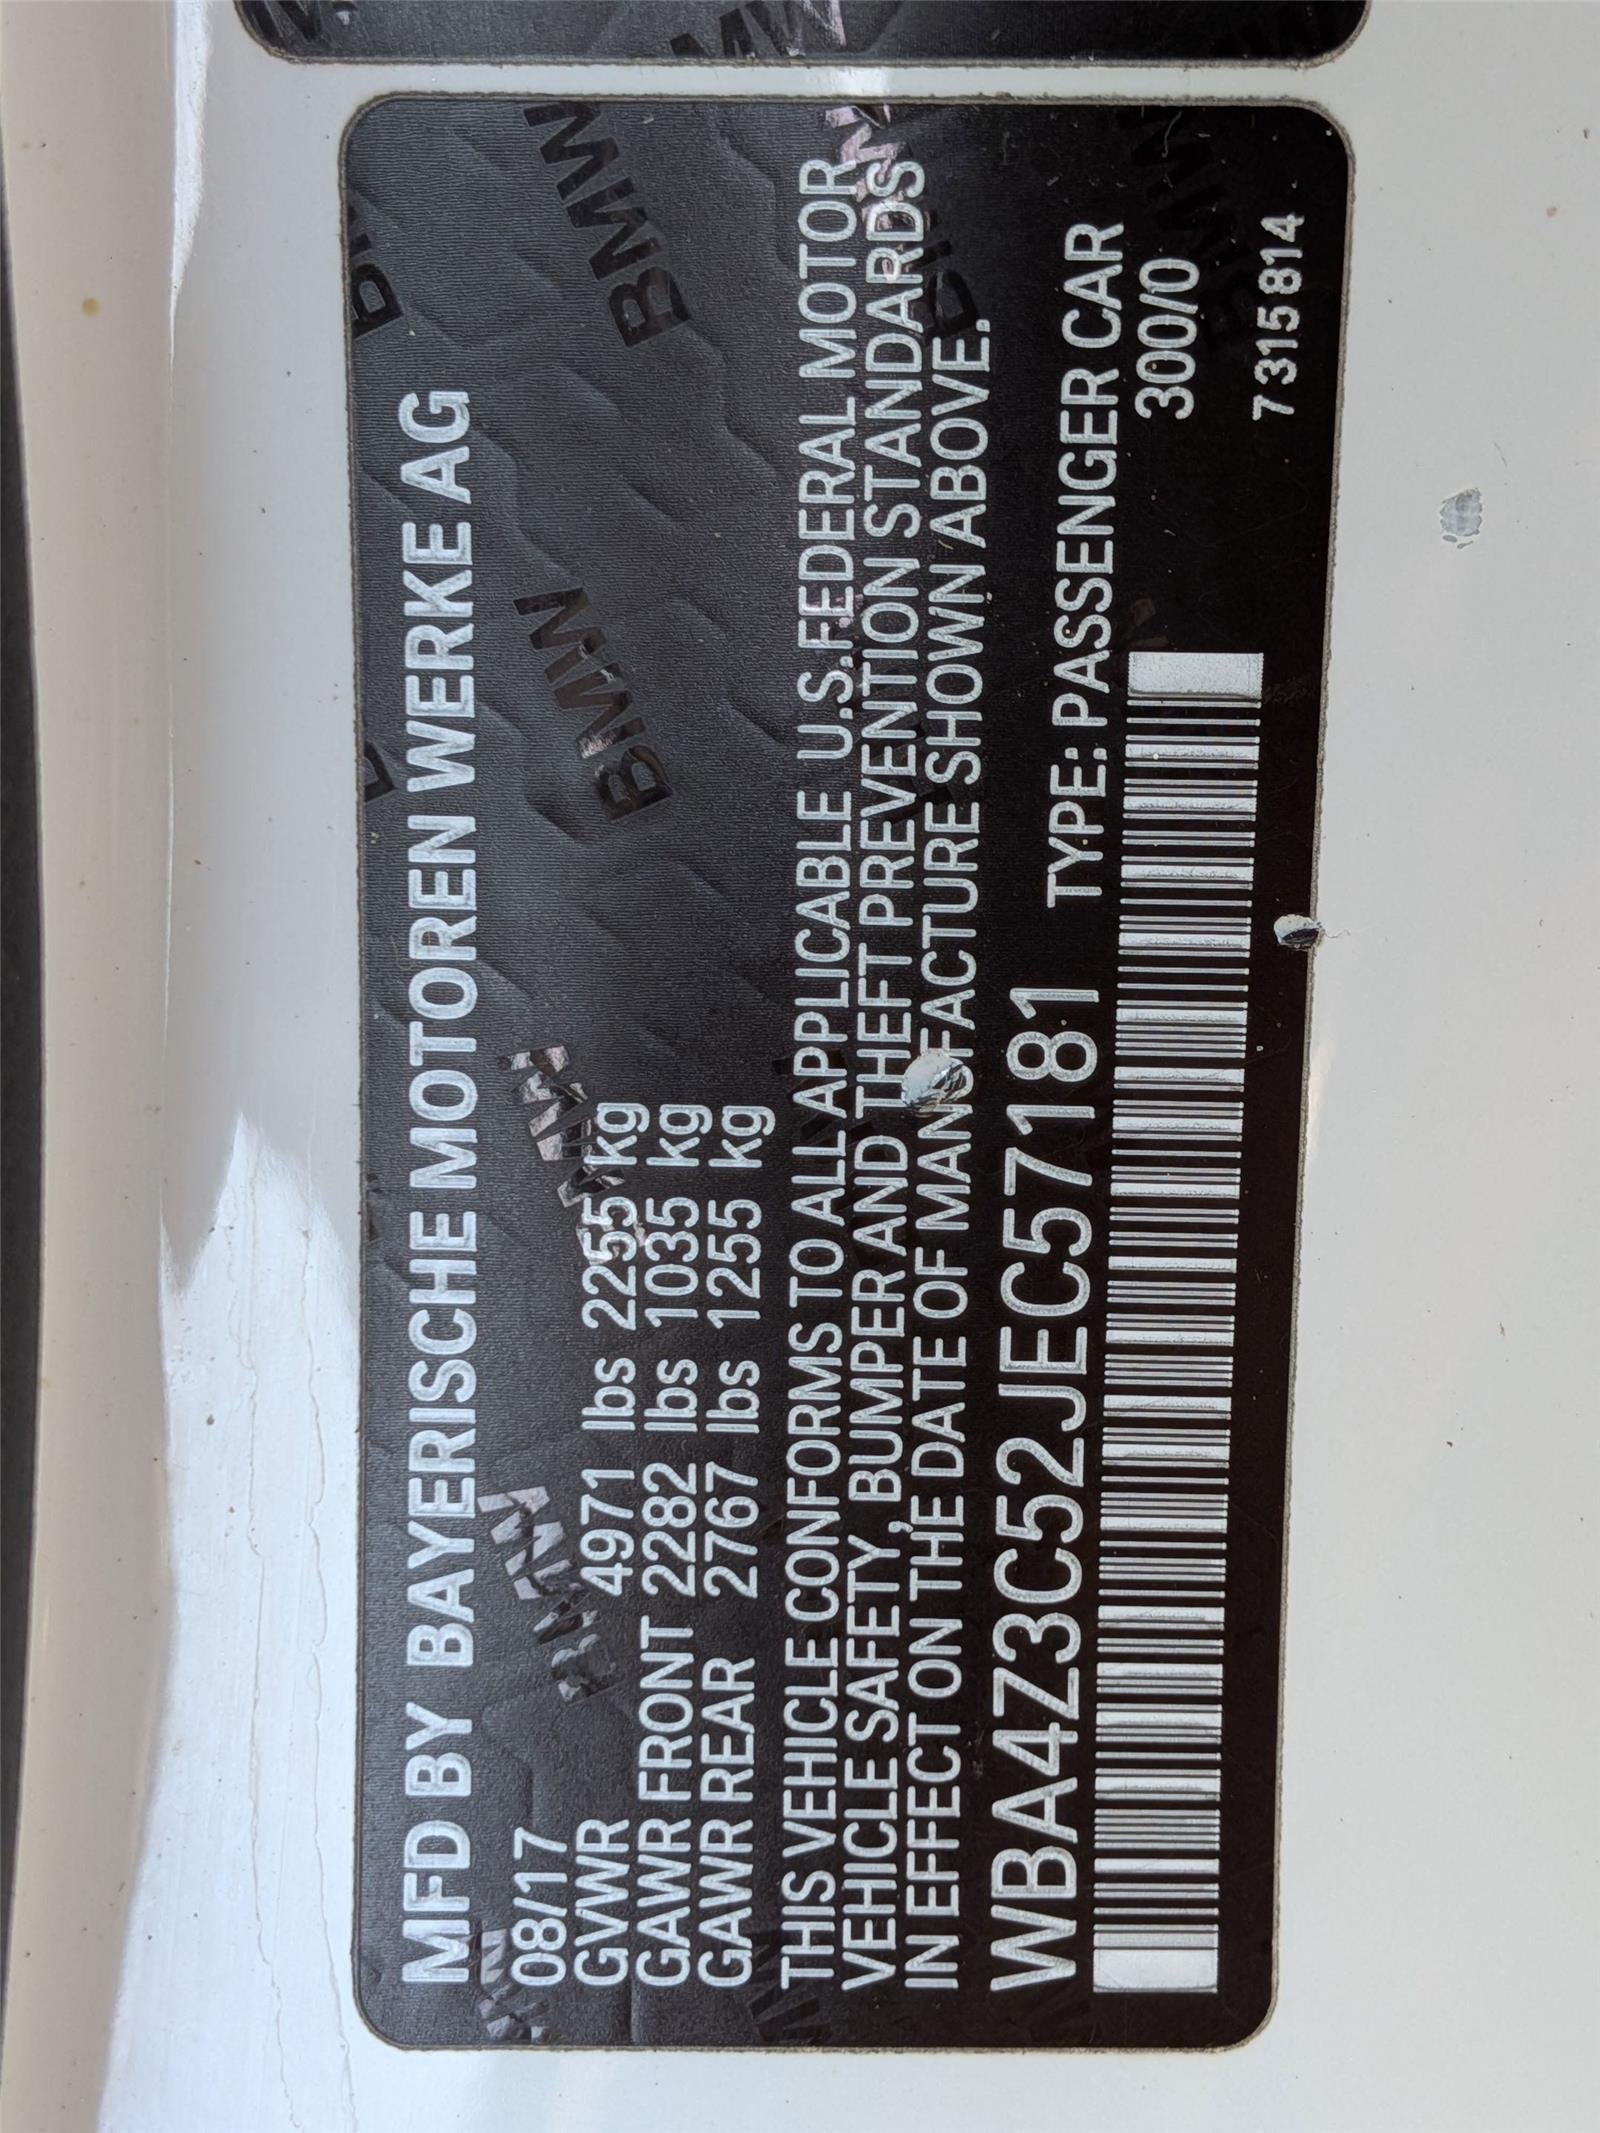 MFD BY BAYERISCHE MOTOREN WERKE AG
08/17
GVWR 4971 lbs 2255 kg
GAWR FRONT 2282 lbs 1035 kg
GAWR REAR 2767 lbs 1255 kg
THIS VEHICLE CONFORMS TO ALL APPLICABLE U.S.FEDERAL MOTOR
VEHICLE SAFETY, BUMPER AND THEFT PREVENTION STANDARDS
IN EFFECT ON THE DATE OF MANUFACTURE SHOWN ABOVE.
WBA4Z3C52JEC57181 TYPE: PASSENGER CAR
300/0
7 315 814
BMW
BMW